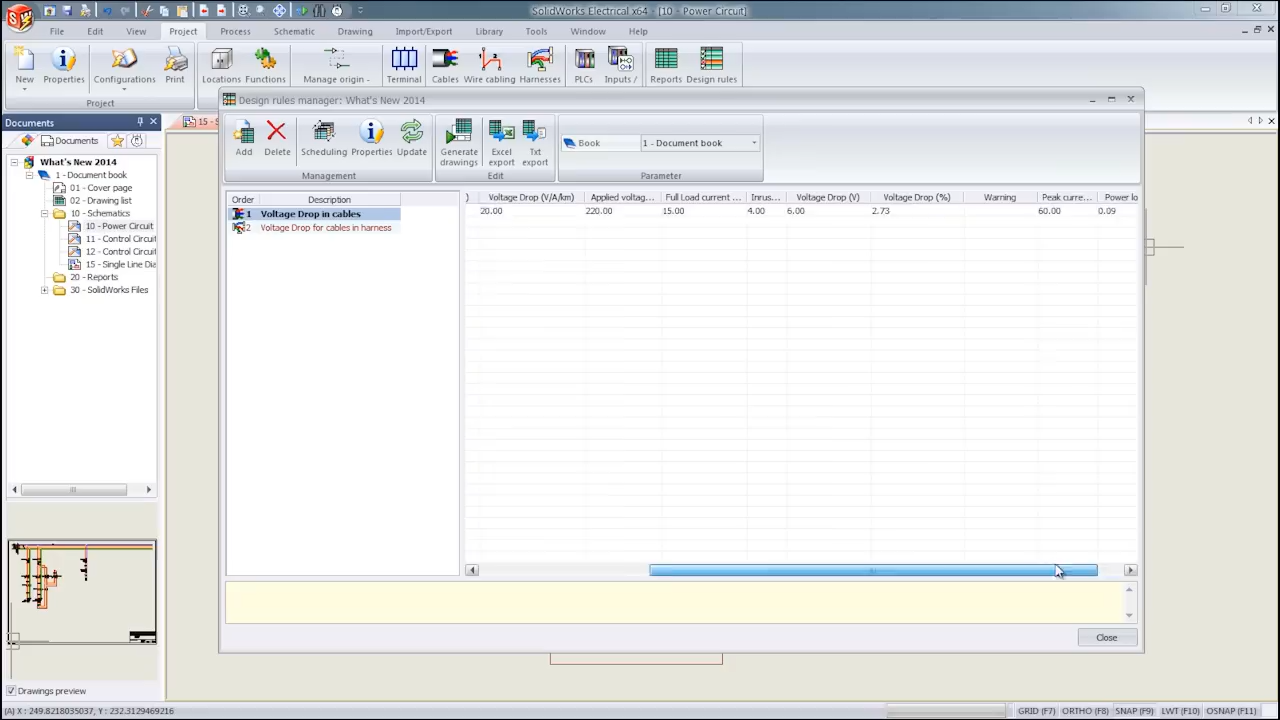 SolidWorks Electrical x64 - [10 - Power Circuit]
File Edit View Project Process Schematic Drawing Import/Export Library Tools Window Help
New Properties Configurations Print Locations Functions Manage origin - Terminal Cables Wire cabling Harnesses PLCs Inputs / Reports Design rules
Project
Documents
Documents
What's New 2014
1 - Document book
01 - Cover page
02 - Drawing list
10 - Schematics
10 - Power Circuit
11 - Control Circuit
12 - Control Circuit
15 - Single Line Dia
20 - Reports
30 - SolidWorks Files
Drawings preview
15 - S
Design rules manager: What's New 2014
Add Delete Scheduling Properties Update Generate drawings Excel export Txt export
Book 1 - Document book
Management Edit Parameter
Order Description
1 Voltage Drop in cables
2 Voltage Drop for cables in harness
) Voltage Drop (V/A/km) Applied voltag... Full Load current ... Inrus... Voltage Drop (V) Voltage Drop (%) Warning Peak curre... Power lo
20.00 220.00 15.00 4.00 6.00 2.73 60.00 0.09
Close
(A) X : 249.8218035037, Y : 232.3129469216
GRID (F7) ORTHO (F8) SNAP (F9) LWT (F10) OSNAP (F11)